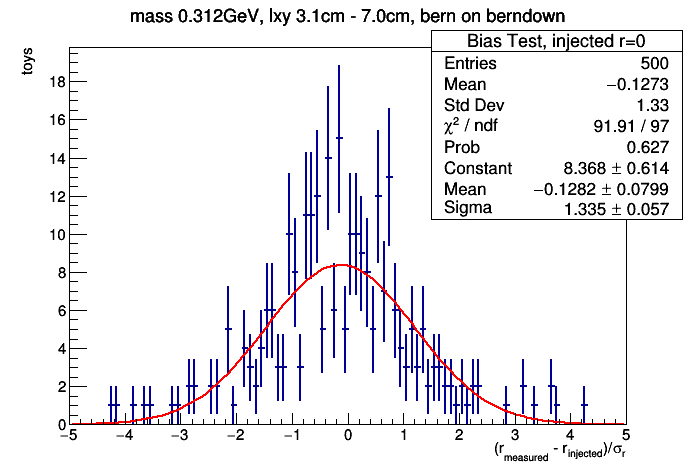 mass 0.312GeV, lxy 3.1cm - 7.0cm, bern on berndown
Bias Test, injected r=0
Entries 500
Mean −0.1273
Std Dev 1.33
χ² / ndf 91.91 / 97
Prob 0.627
Constant 8.368 ± 0.614
Mean −0.1282 ± 0.0799
Sigma 1.335 ± 0.057
toys
18
16
14
12
10
8
6
4
2
0
−5 −4 −3 −2 −1 0 1 2 3 4 5
(r_measured - r_injected)/σ_r